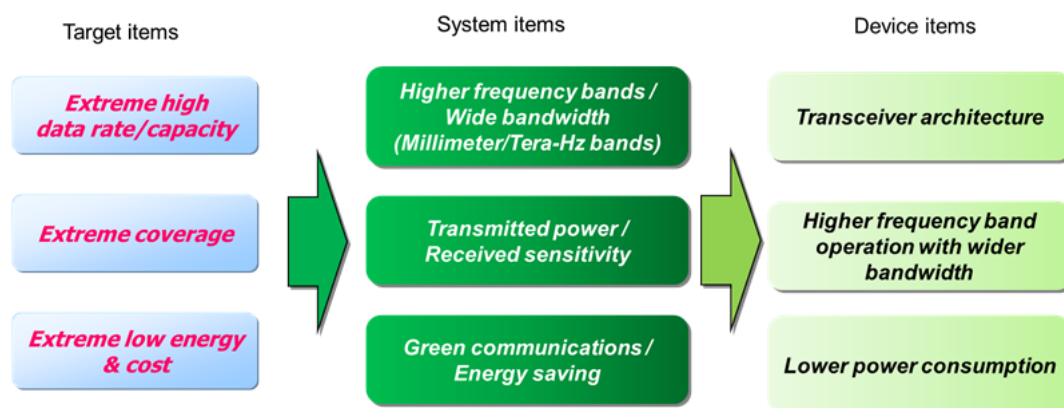 Target items
System items
Device items
Extreme high
data rate/capacity
Higher frequency bands /
Wide bandwidth
(Millimeter/Tera-Hz bands)
Transceiver architecture
Extreme coverage
Transmitted power /
Received sensitivity
Higher frequency band
operation with wider
bandwidth
Extreme low energy
& cost
Green communications /
Energy saving
Lower power consumption